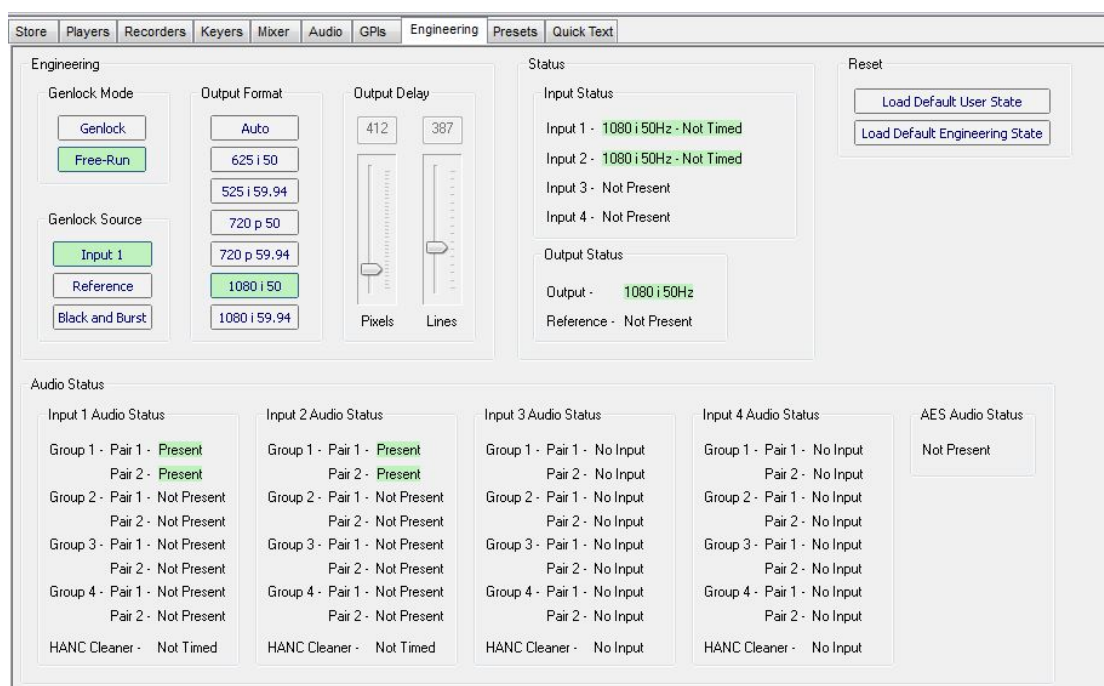 Store Players Recorders Keyers Mixer Audio GPIs Engineering Presets Quick Text
Engineering
Genlock Mode
Genlock
Free-Run
Genlock Source
Input 1
Reference
Black and Burst
Output Format
Auto
625 i 50
525 i 59.94
720 p 50
720 p 59.94
1080 i 50
1080 i 59.94
Output Delay
412 387
Pixels Lines
Status
Input Status
Input 1 - 1080 i 50Hz - Not Timed
Input 2 - 1080 i 50Hz - Not Timed
Input 3 - Not Present
Input 4 - Not Present
Output Status
Output - 1080 i 50Hz
Reference - Not Present
Reset
Load Default User State
Load Default Engineering State
Audio Status
Input 1 Audio Status
Group 1 - Pair 1 - Present
Pair 2 - Present
Group 2 - Pair 1 - Not Present
Pair 2 - Not Present
Group 3 - Pair 1 - Not Present
Pair 2 - Not Present
Group 4 - Pair 1 - Not Present
Pair 2 - Not Present
HANC Cleaner - Not Timed
Input 2 Audio Status
Group 1 - Pair 1 - Present
Pair 2 - Present
Group 2 - Pair 1 - Not Present
Pair 2 - Not Present
Group 3 - Pair 1 - Not Present
Pair 2 - Not Present
Group 4 - Pair 1 - Not Present
Pair 2 - Not Present
HANC Cleaner - Not Timed
Input 3 Audio Status
Group 1 - Pair 1 - No Input
Pair 2 - No Input
Group 2 - Pair 1 - No Input
Pair 2 - No Input
Group 3 - Pair 1 - No Input
Pair 2 - No Input
Group 4 - Pair 1 - No Input
Pair 2 - No Input
HANC Cleaner - No Input
Input 4 Audio Status
Group 1 - Pair 1 - No Input
Pair 2 - No Input
Group 2 - Pair 1 - No Input
Pair 2 - No Input
Group 3 - Pair 1 - No Input
Pair 2 - No Input
Group 4 - Pair 1 - No Input
Pair 2 - No Input
HANC Cleaner - No Input
AES Audio Status
Not Present